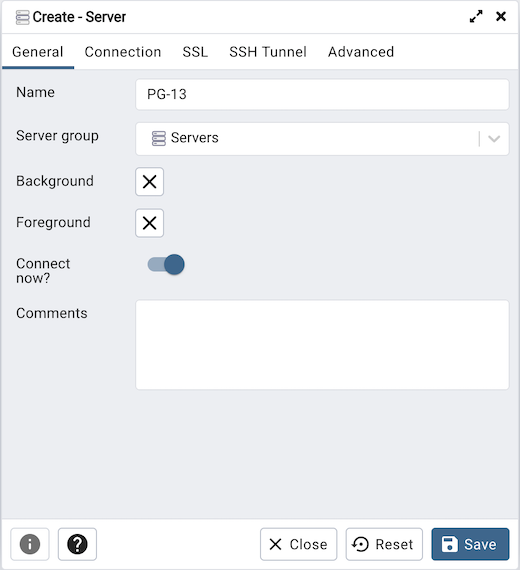 Create - Server
General Connection SSL SSH Tunnel Advanced
Name PG-13
Server group Servers
Background
Foreground
Connect
now?
Comments
Close Reset Save